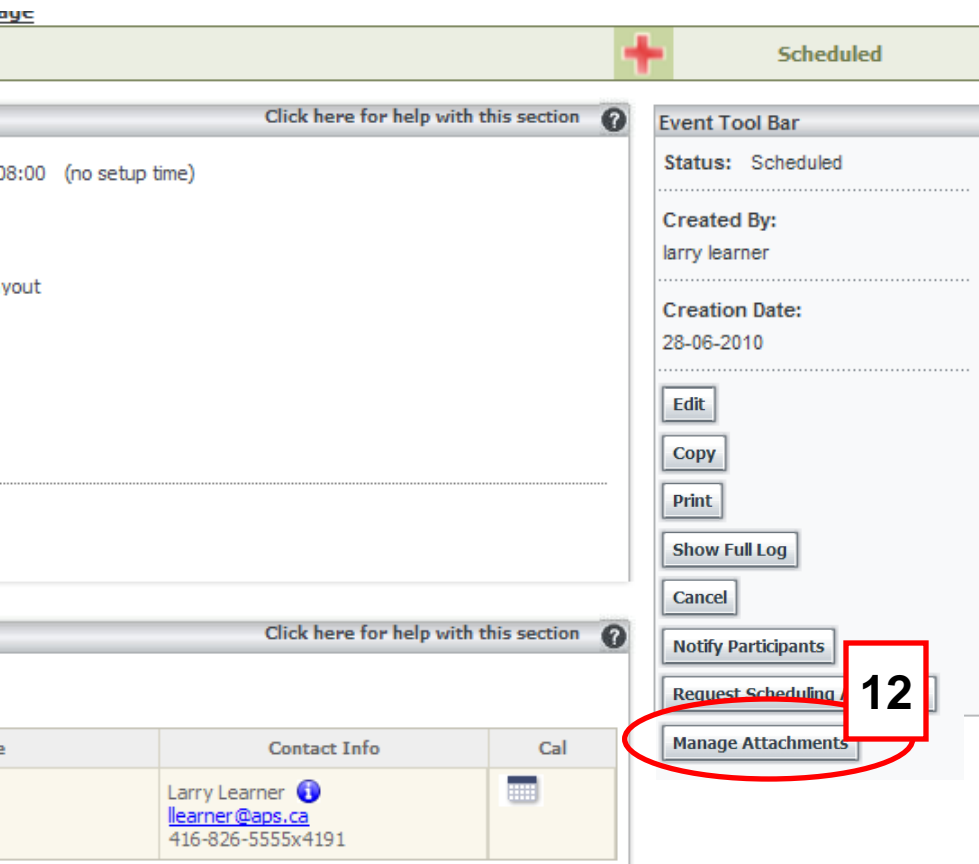 Scheduled
Click here for help with this section
08:00 (no setup time)
yout
Event Tool Bar
Status: Scheduled
Created By:
larry learner
Creation Date:
28-06-2010
Edit
Copy
Print
Show Full Log
Cancel
Notify Participants
Request Scheduling
12
Manage Attachments
Click here for help with this section
Contact Info
Cal
Larry Learner
llearner@aps.ca
416-826-5555x4191